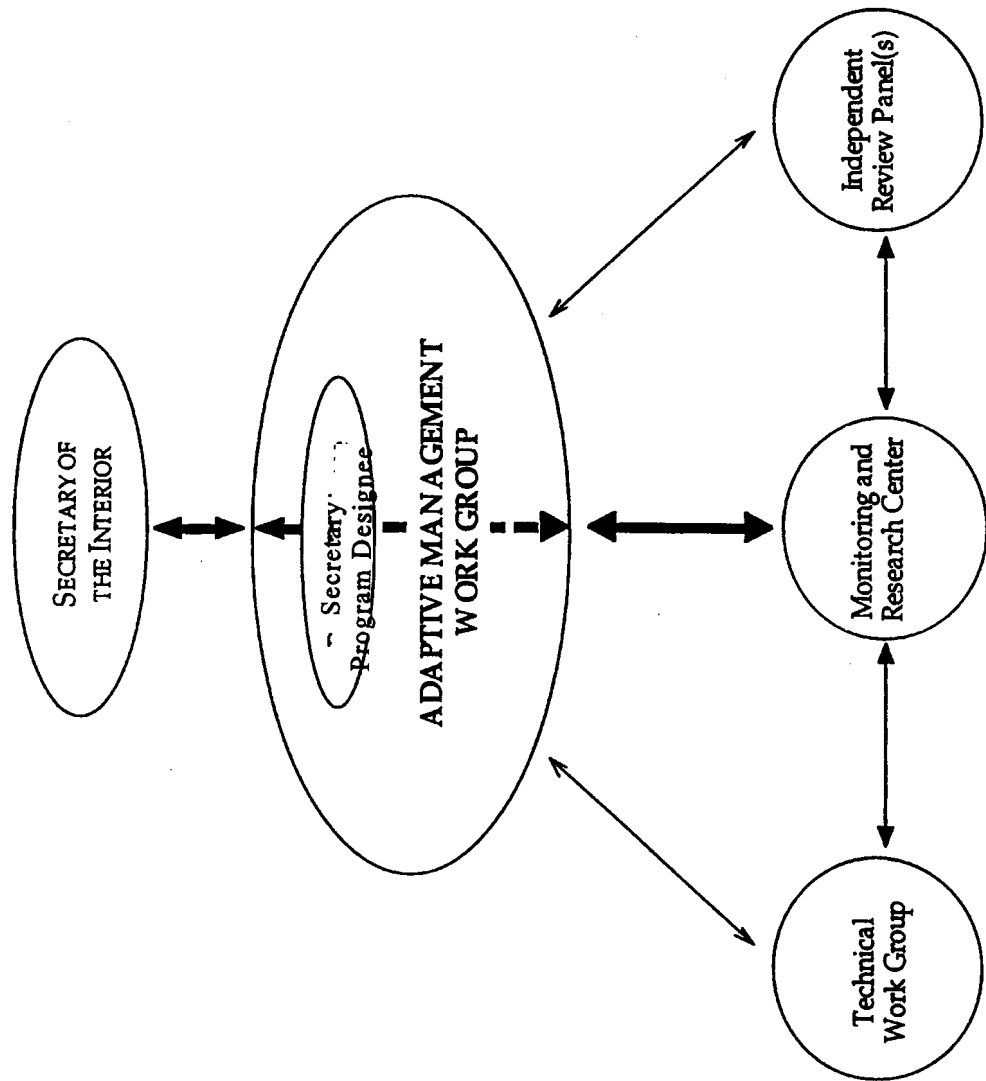 SECRETARY OF
THE INTERIOR
Secretary
Program Designee
ADAPTIVE MANAGEMENT
WORK GROUP
Technical
Work Group
Monitoring and
Research Center
Independent
Review Panel(s)